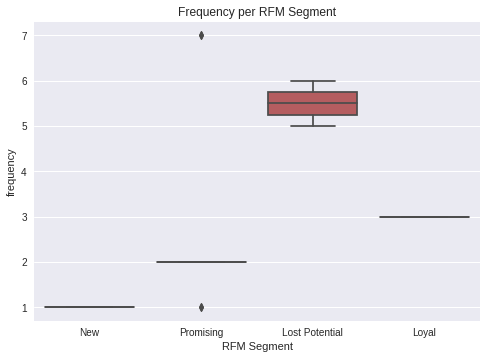 Frequency per RFM Segment
7
6
5
4
3
2
1
frequency
New Promising Lost Potential Loyal
RFM Segment